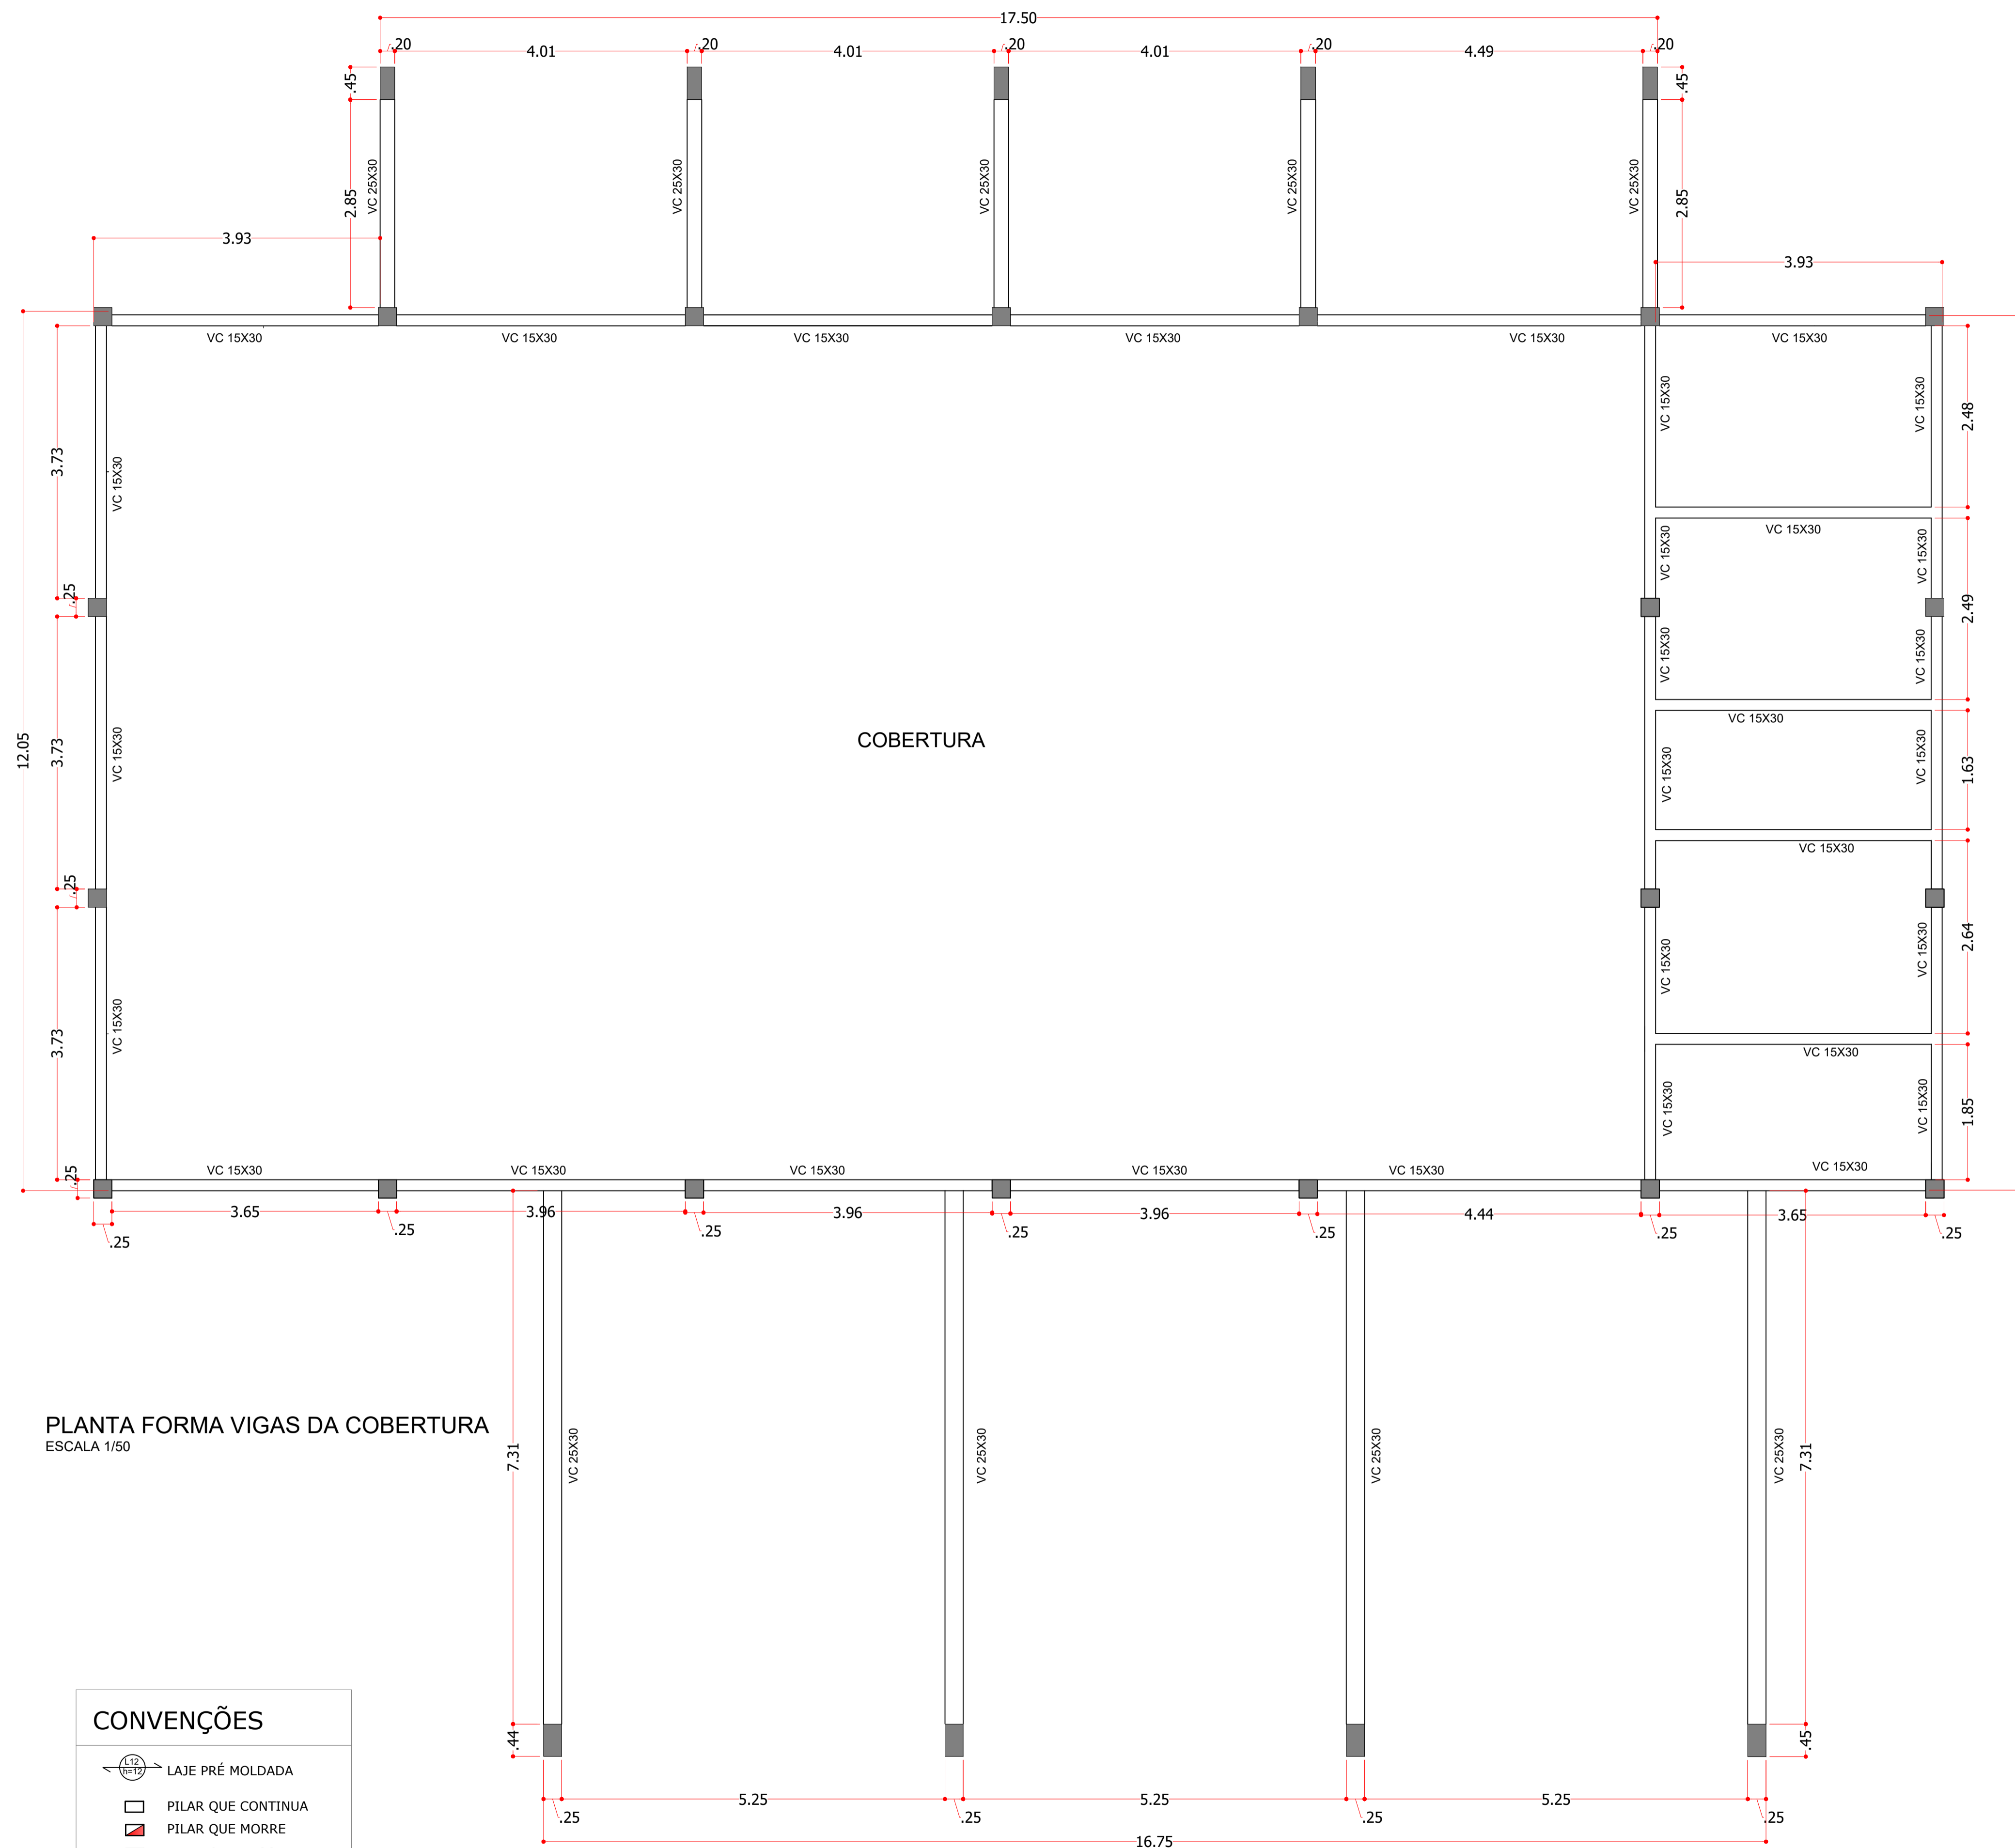 17.50
.20
4.01
.20
4.01
.20
4.01
.20
4.49
.20
.45
.45
2.85
VC 25X30
VC 25X30
VC 25X30
VC 25X30
VC 25X30
2.85
3.93
3.93
VC 15X30
VC 15X30
VC 15X30
VC 15X30
VC 15X30
VC 15X30
3.73
VC 15X30
VC 15X30
VC 15X30
2.48
VC 15X30
.25
VC 15X30
VC 15X30
2.49
VC 15X30
VC 15X30
12.05
3.73
VC 15X30
COBERTURA
VC 15X30
VC 15X30
VC 15X30
1.63
VC 15X30
.25
VC 15X30
VC 15X30
2.64
3.73
VC 15X30
VC 15X30
VC 15X30
VC 15X30
1.85
.25
VC 15X30
VC 15X30
VC 15X30
VC 15X30
VC 15X30
VC 15X30
3.65
3.96
3.96
3.96
4.44
3.65
.25
.25
.25
.25
.25
.25
.25
PLANTA FORMA VIGAS DA COBERTURA
ESCALA 1/50
7.31
VC 25X30
VC 25X30
VC 25X30
VC 25X30
7.31
.44
.45
5.25
5.25
5.25
.25
.25
.25
.25
16.75
CONVENÇÕES
L12
h=12
LAJE PRÉ MOLDADA
PILAR QUE CONTINUA
PILAR QUE MORRE